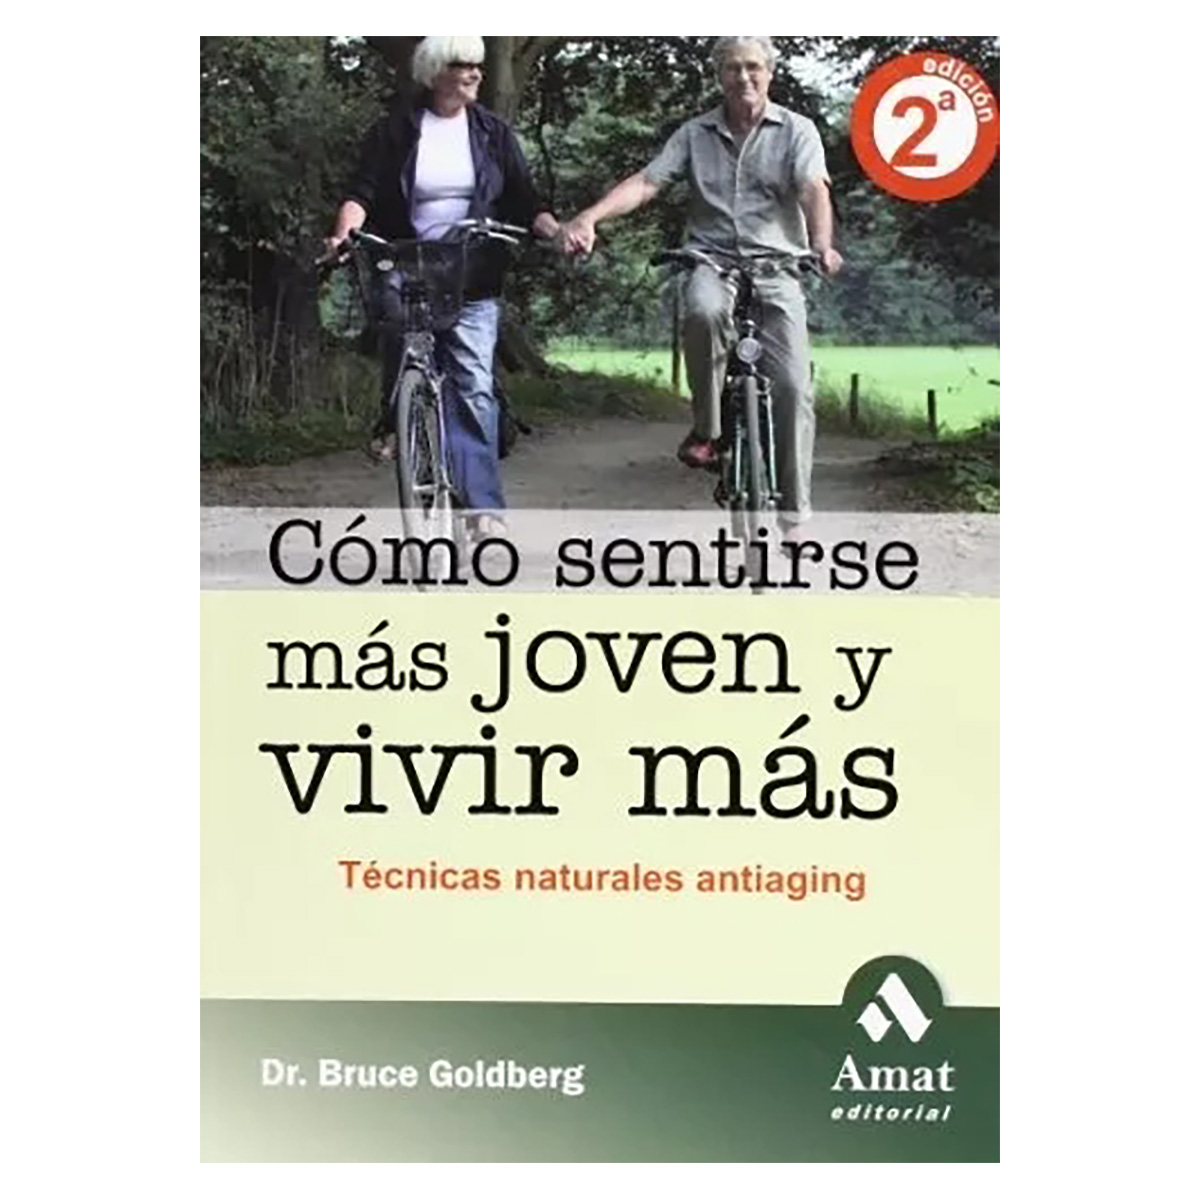 edición
2ª
Cómo sentirse
más joven y
vivir más
Técnicas naturales antiaging
Dr. Bruce Goldberg
Amat
editorial